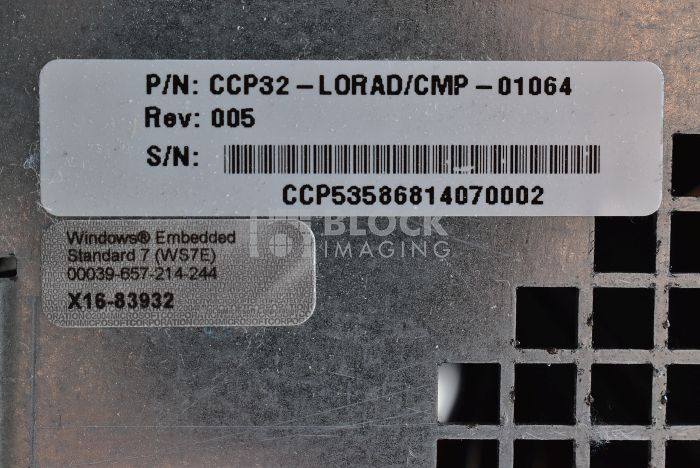 P/N: CCP32-LORAD/CMP-01064
Rev: 005
S/N:
CCP53586814070002
BLOCK
IMAGING
Windows® Embedded
Standard 7 (WS7E)
00039-657-214-244
X16-83932